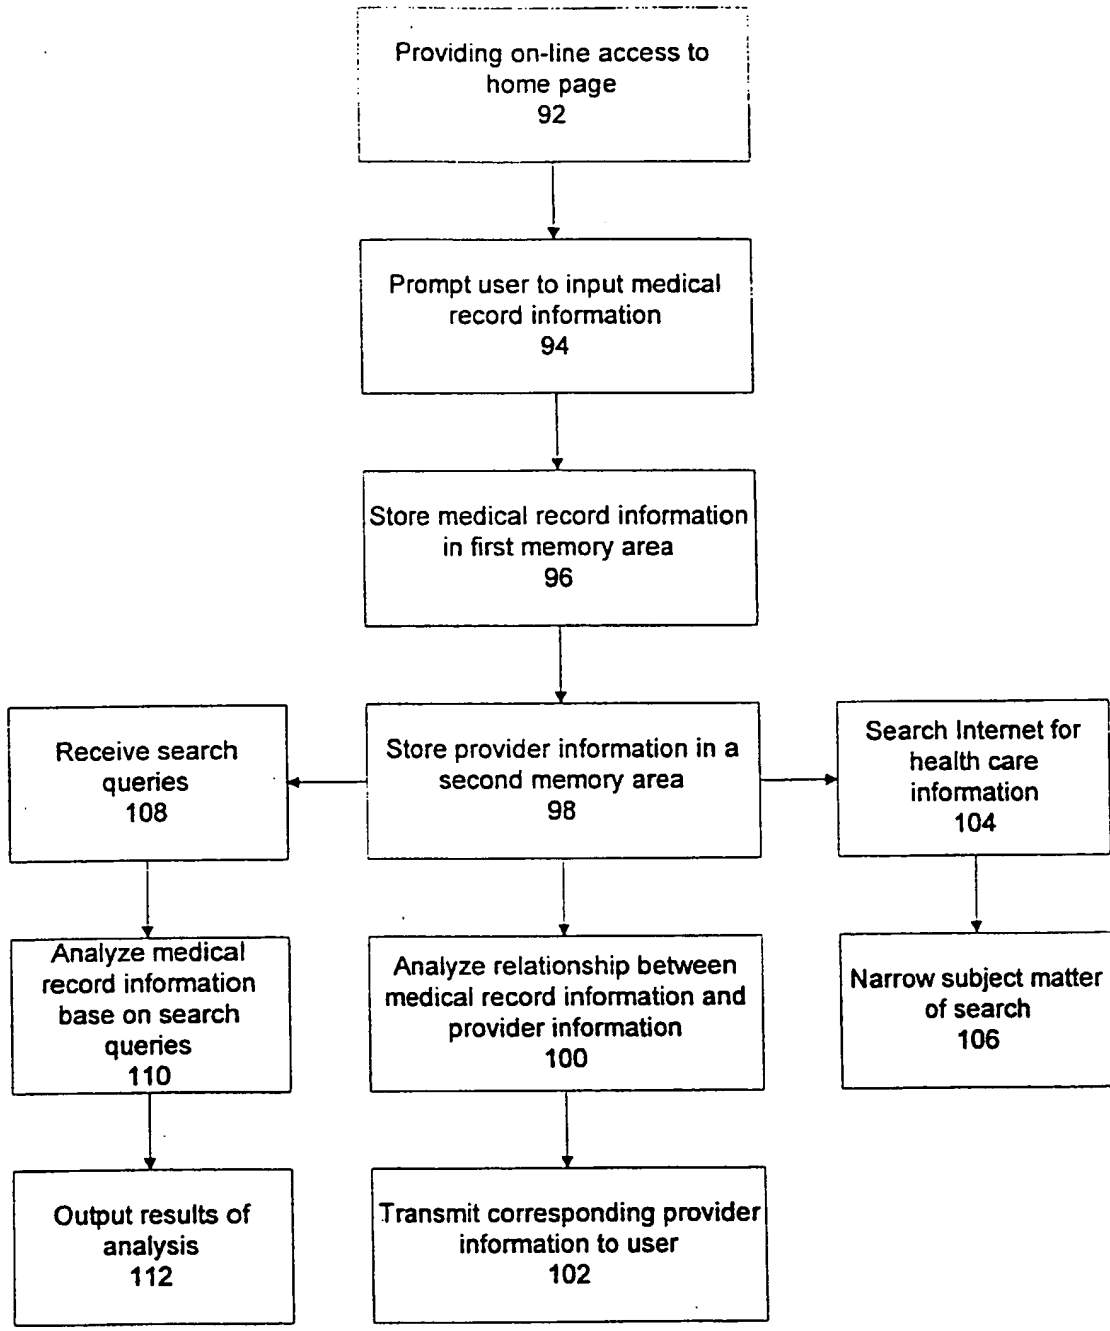 Providing on-line access to
home page
92
Prompt user to input medical
record information
94
Store medical record information
in first memory area
96
Receive search
queries
108
Store provider information in a
second memory area
98
Search Internet for
health care
information
104
Analyze medical
record information
base on search
queries
110
Analyze relationship between
medical record information and
provider information
100
Narrow subject matter
of search
106
Output results of
analysis
112
Transmit corresponding provider
information to user
102